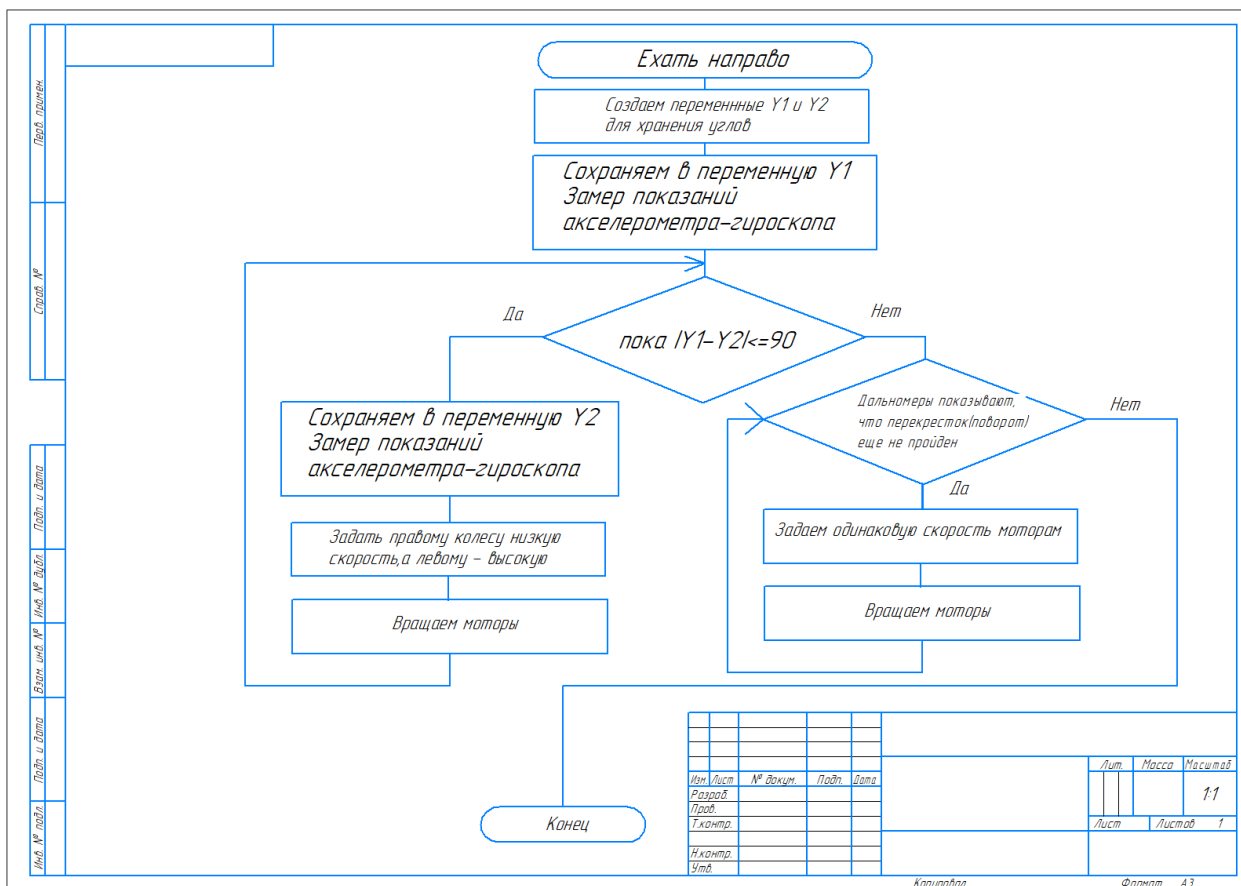 Ехать направо
Создаем переменнные Y1 и Y2
для хранения углов
Сохраняем в переменную Y1
Замер показаний
акселерометра-гироскопа
Да
Нет
пока |Y1-Y2|<=90
Дальномеры показывают,
что перекресток(поворот)
еще не пройден
Нет
Да
Сохраняем в переменную Y2
Замер показаний
акселерометра-гироскопа
Задать правому колесу низкую
скорость,а левому - высокую
Вращаем моторы
Задаем одинаковую скорость моторам
Вращаем моторы
Конец
Перв. примен.
Справ. №
Подп. и дата
Инв. № дубл.
Взам. инв. №
Подп. и дата
Инв. № подл.
Изм. Лист № докум. Подп. Дата
Разраб.
Пров.
Т.контр.
Н.контр.
Утв.
Лит. Масса Масштаб
1:1
Лист Листов 1
Копировал Формат А3